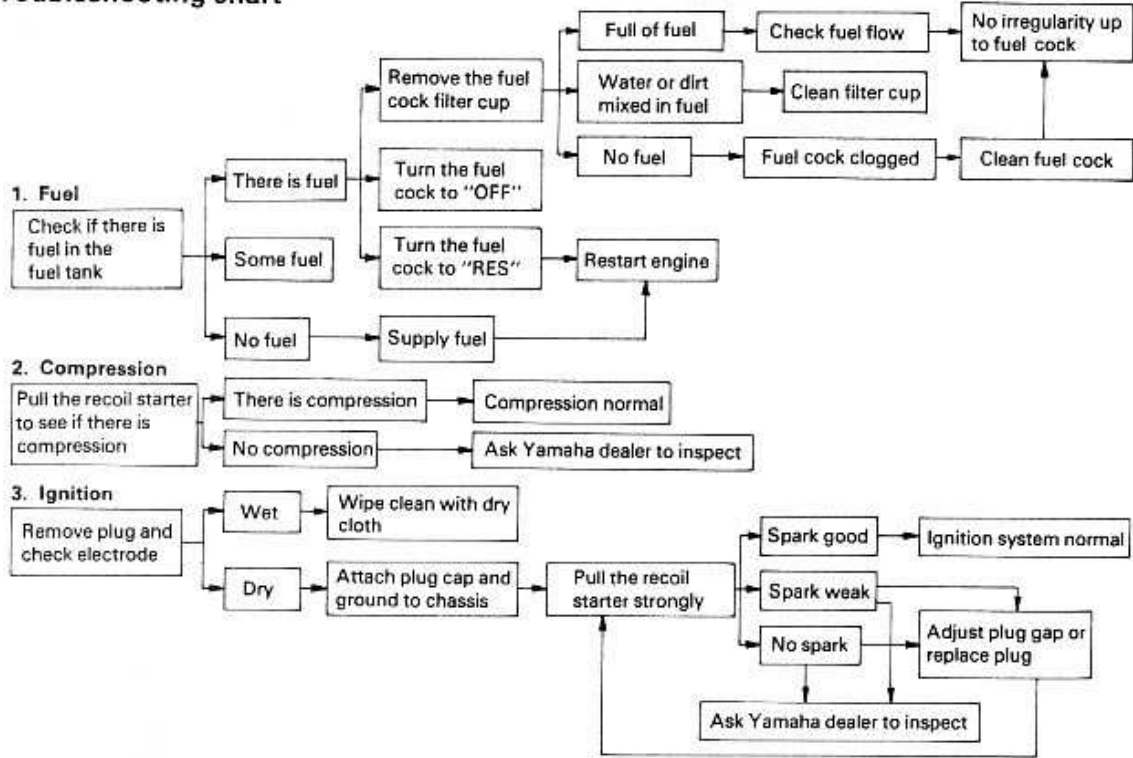 Troubleshooting chart
Full of fuel
Check fuel flow
No irregularity up
to fuel cock
Remove the fuel
cock filter cup
Water or dirt
mixed in fuel
Clean filter cup
No fuel
Fuel cock clogged
Clean fuel cock
There is fuel
Turn the fuel
cock to "OFF"
1. Fuel
Check if there is
fuel in the
fuel tank
Some fuel
Turn the fuel
cock to "RES"
Restart engine
No fuel
Supply fuel
2. Compression
Pull the recoil starter
to see if there is
compression
There is compression
Compression normal
No compression
Ask Yamaha dealer to inspect
3. Ignition
Remove plug and
check electrode
Wet
Wipe clean with dry
cloth
Dry
Attach plug cap and
ground to chassis
Pull the recoil
starter strongly
Spark good
Ignition system normal
Spark weak
No spark
Adjust plug gap or
replace plug
Ask Yamaha dealer to inspect